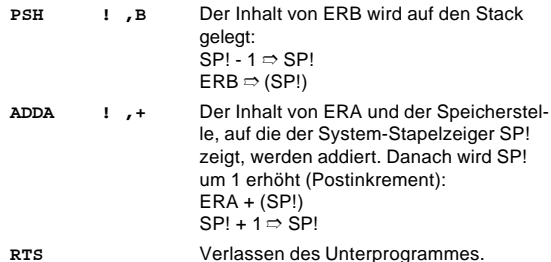 PSH ! ,B Der Inhalt von ERB wird auf den Stack
gelegt:
SP! - 1 ⇨ SP!
ERB ⇨ (SP!)
ADDA ! ,+ Der Inhalt von ERA und der Speicherstel-
le, auf die der System-Stapelzeiger SP!
zeigt, werden addiert. Danach wird SP!
um 1 erhöht (Postinkrement):
ERA + (SP!)
SP! + 1 ⇨ SP!
RTS Verlassen des Unterprogrammes.